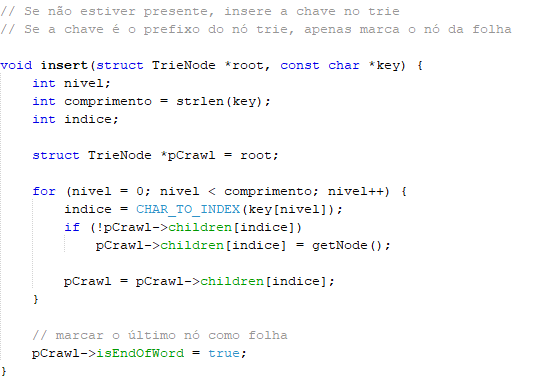 // Se não estiver presente, insere a chave no trie
// Se a chave é o prefixo do nó trie, apenas marca o nó da folha
void insert(struct TrieNode *root, const char *key) {
int nivel;
int comprimento = strlen(key);
int indice;
struct TrieNode *pCrawl = root;
for (nivel = 0; nivel < comprimento; nivel++) {
indice = CHAR_TO_INDEX(key[nivel]);
if (!pCrawl->children[indice])
pCrawl->children[indice] = getNode();
pCrawl = pCrawl->children[indice];
}
// marcar o último nó como folha
pCrawl->isEndOfWord = true;
}